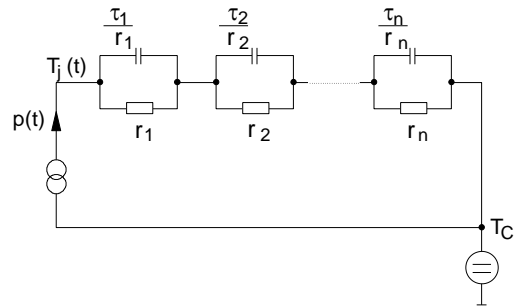 τ1/r1 τ2/r2 τn/rn
Tj(t)
r1 r2 rn
p(t)
TC